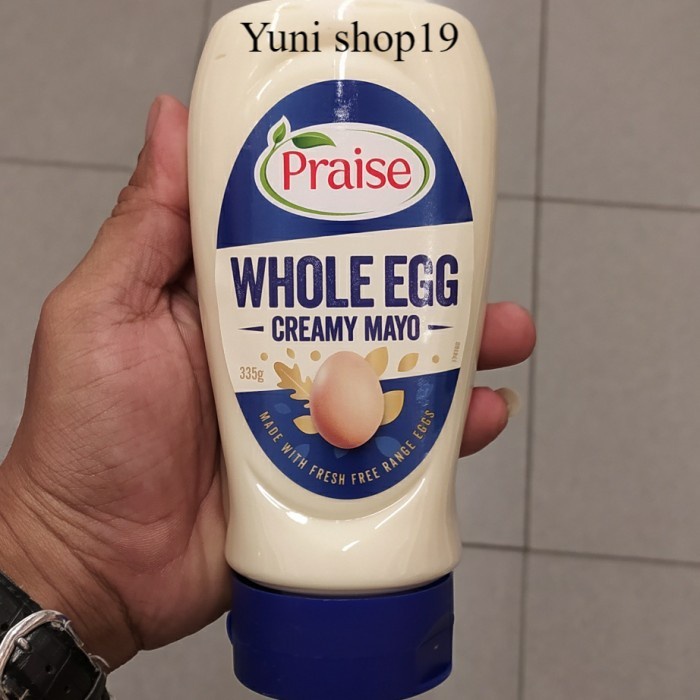 Yuni shop19
Praise
WHOLE EGG
CREAMY MAYO
335g
MADE WITH FRESH FREE RANGE EGGS